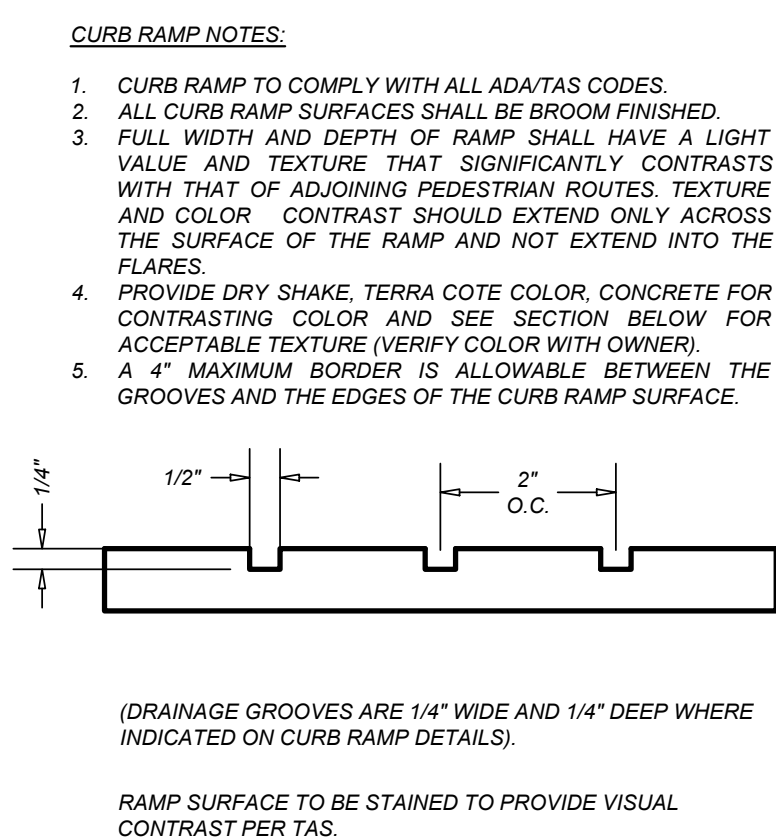 CURB RAMP NOTES:
1. CURB RAMP TO COMPLY WITH ALL ADA/TAS CODES.
2. ALL CURB RAMP SURFACES SHALL BE BROOM FINISHED.
3. FULL WIDTH AND DEPTH OF RAMP SHALL HAVE A LIGHT
VALUE AND TEXTURE THAT SIGNIFICANTLY CONTRASTS
WITH THAT OF ADJOINING PEDESTRIAN ROUTES. TEXTURE
AND COLOR CONTRAST SHOULD EXTEND ONLY ACROSS
THE SURFACE OF THE RAMP AND NOT EXTEND INTO THE
FLARES.
4. PROVIDE DRY SHAKE, TERRA COTE COLOR, CONCRETE FOR
CONTRASTING COLOR AND SEE SECTION BELOW FOR
ACCEPTABLE TEXTURE (VERIFY COLOR WITH OWNER).
5. A 4" MAXIMUM BORDER IS ALLOWABLE BETWEEN THE
GROOVES AND THE EDGES OF THE CURB RAMP SURFACE.
1/4"
1/2"
2"
O.C.
(DRAINAGE GROOVES ARE 1/4" WIDE AND 1/4" DEEP WHERE
INDICATED ON CURB RAMP DETAILS).
RAMP SURFACE TO BE STAINED TO PROVIDE VISUAL
CONTRAST PER TAS.